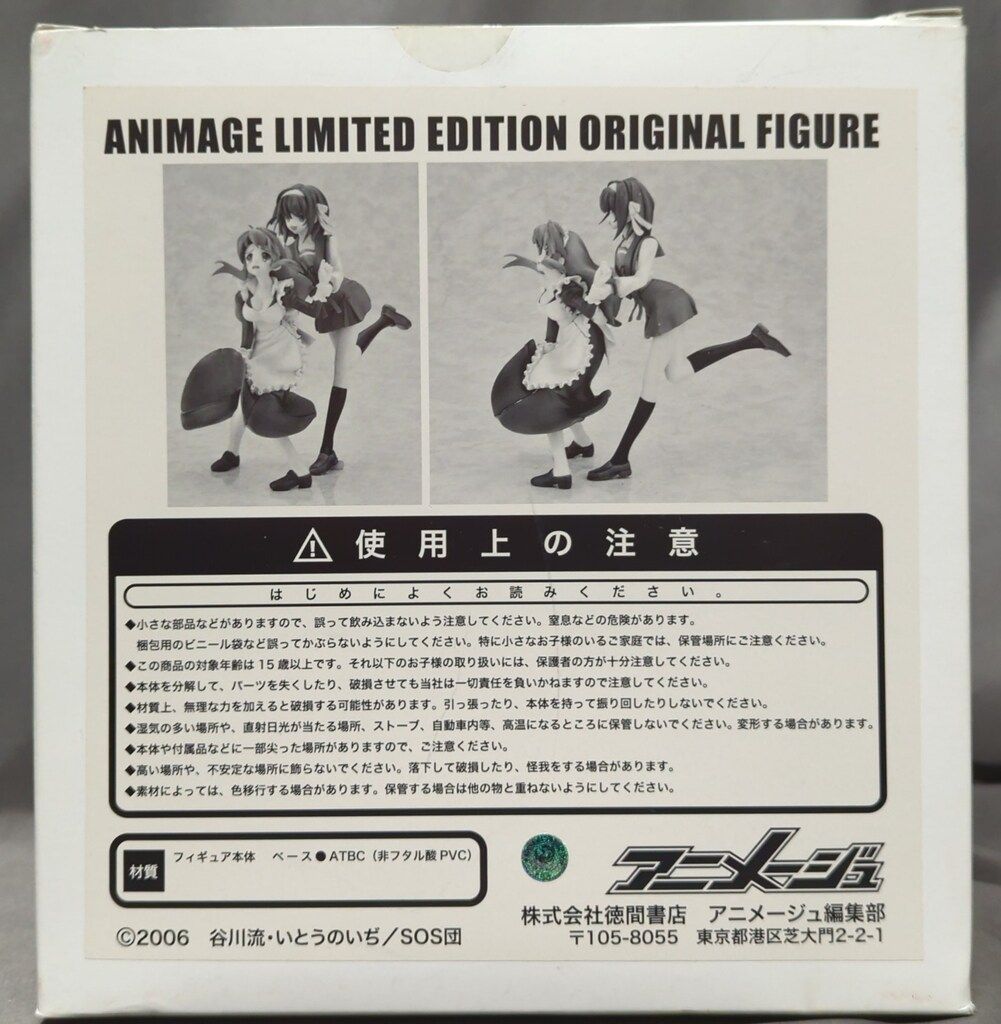 ANIMAGE LIMITED EDITION ORIGINAL FIGURE
使用上の注意
はじめによくお読みください。
◆小さな部品などがありますので、誤って飲み込まないよう注意してください。窒息などの危険があります。
梱包用のビニール袋など誤ってかぶらないようにしてください。特に小さなお子様のいるご家庭では、保管場所にご注意ください。
◆この商品の対象年齢は15歳以上です。それ以下のお子様の取り扱いには、保護者の方が十分注意してください。
◆本体を分解して、パーツを失くしたり、破損させても当社は一切責任を負いかねますので注意してください。
◆材質上、無理な力を加えると破損する可能性があります。引っ張ったり、本体を持って振り回したりしないでください。
◆湿気の多い場所や、直射日光が当たる場所、ストーブ、自動車内等、高温になるところに保管しないでください。変形する場合があります。
◆本体や付属品などに一部尖った場所がありますので、ご注意ください。
◆高い場所や、不安定な場所に飾らないでください。落下して破損したり、怪我をする場合があります。
◆素材によっては、色移行する場合があります。保管する場合は他の物と重ねないようにしてください。
材質
フィギュア本体 ベース●ATBC（非フタル酸PVC）
アニメージュ
株式会社徳間書店 アニメージュ編集部
〒105-8055 東京都港区芝大門2-2-1
©2006 谷川流・いとうのいぢ／SOS団